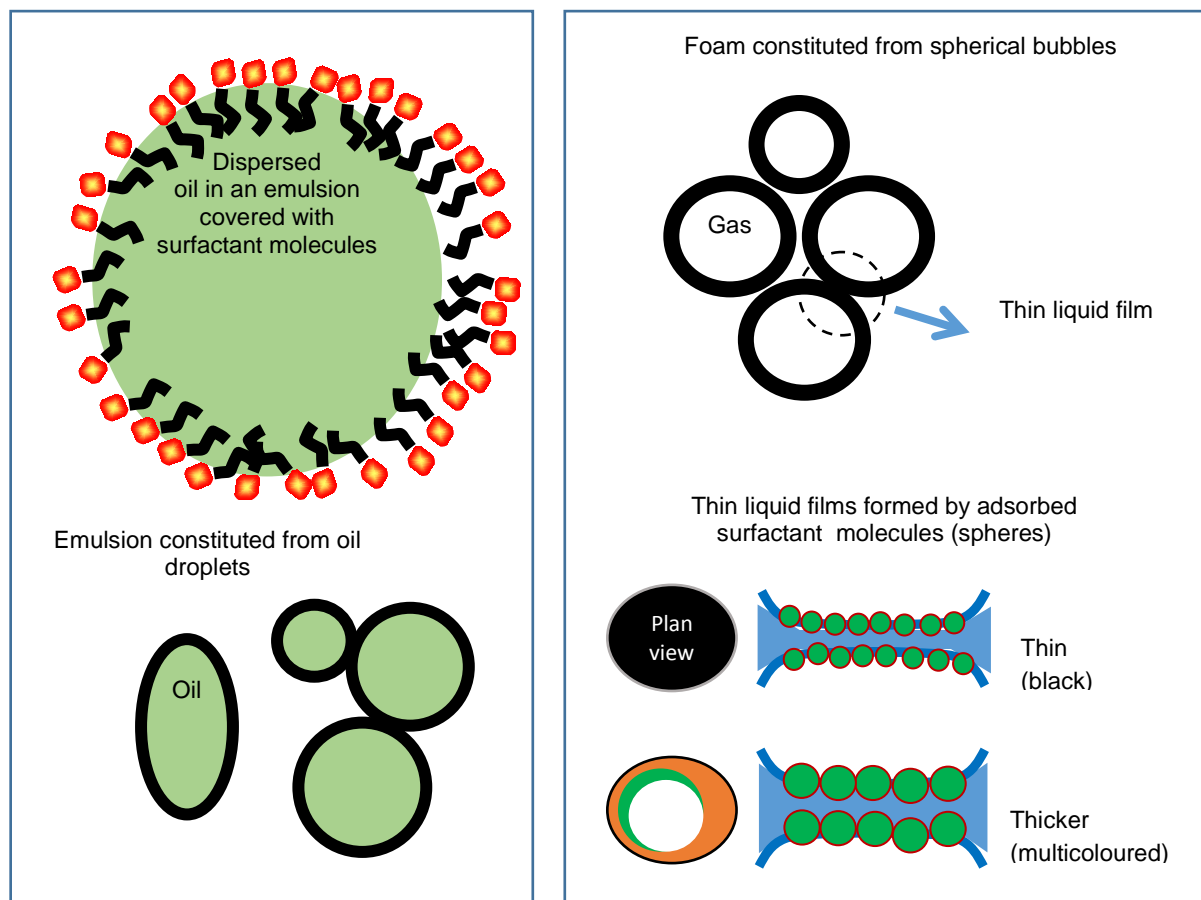 Dispersed
oil in an emulsion
covered with
surfactant molecules
Emulsion constituted from oil
droplets
Oil
Foam constituted from spherical bubbles
Gas
Thin liquid film
Thin liquid films formed by adsorbed
surfactant molecules (spheres)
Plan
view
Thin
(black)
Thicker
(multicoloured)